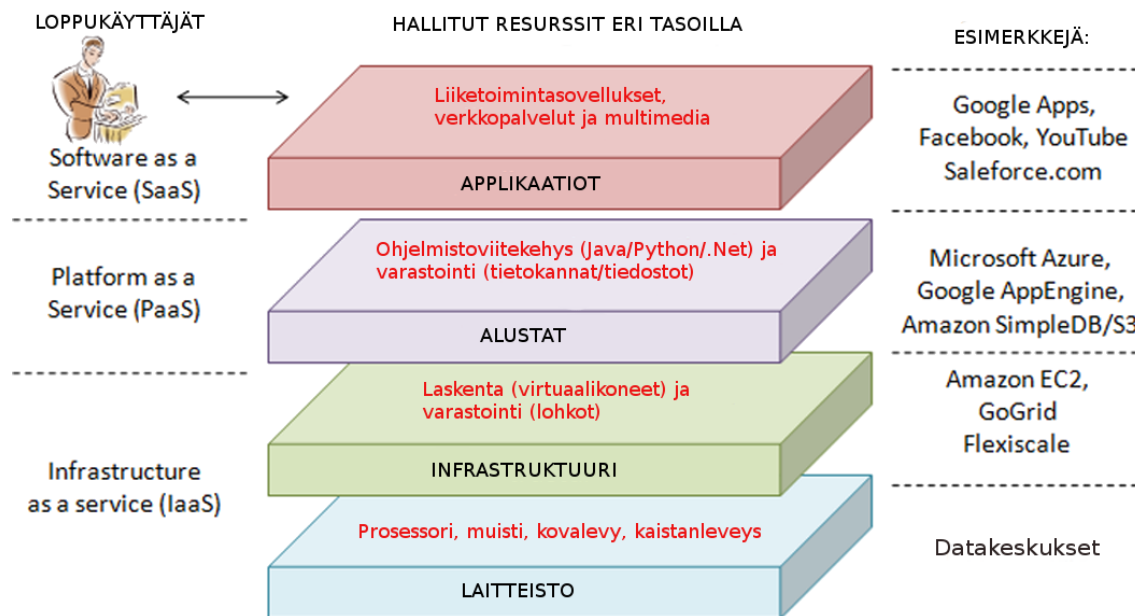 LOPPUKÄYTTÄJÄT
HALLITUT RESURSSIT ERI TASOILLA
ESIMERKKEJÄ:
Software as a
Service (SaaS)
Liiketoimintasovellukset,
verkkopalvelut ja multimedia
APPLIKAATIOT
Google Apps,
Facebook, YouTube
Saleforce.com
Platform as a
Service (PaaS)
Ohjelmistoviitekehys (Java/Python/.Net) ja
varastointi (tietokannat/tiedostot)
ALUSTAT
Microsoft Azure,
Google AppEngine,
Amazon SimpleDB/S3
Infrastructure
as a service (IaaS)
Laskenta (virtuaalikoneet) ja
varastointi (lohkot)
INFRASTRUKTUURI
Amazon EC2,
GoGrid
Flexiscale
Prosessori, muisti, kovalevy, kaistanleveys
LAITTEISTO
Datakeskukset